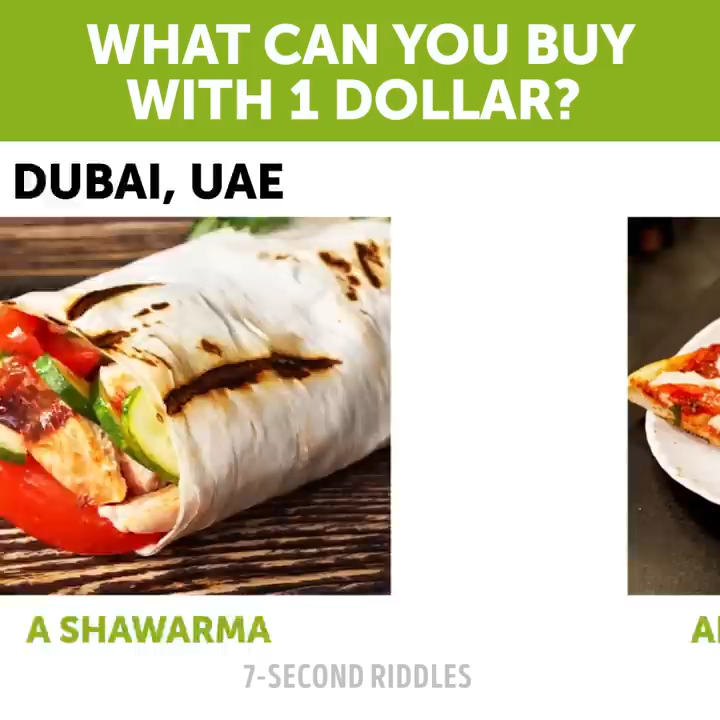 WHAT CAN YOU BUY
WITH 1 DOLLAR?
DUBAI, UAE
A SHAWARMA
7-SECOND RIDDLES